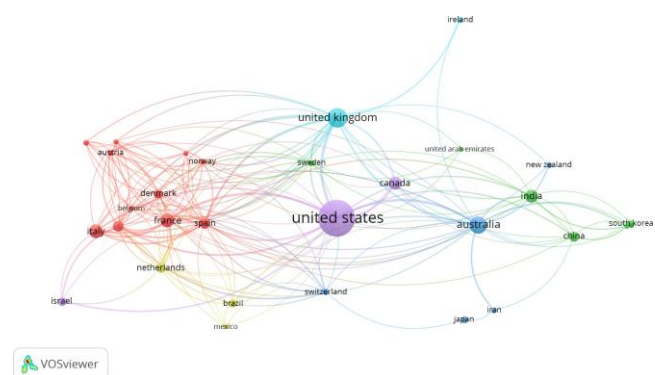 ireland
united kingdom
austria
norway
sweden
united arab emirates
new zealand
canada
denmark
india
belgium
france
spain
italy
united states
australia
south korea
china
netherlands
switzerland
israel
brazil
iran
japan
mexico
VOSviewer